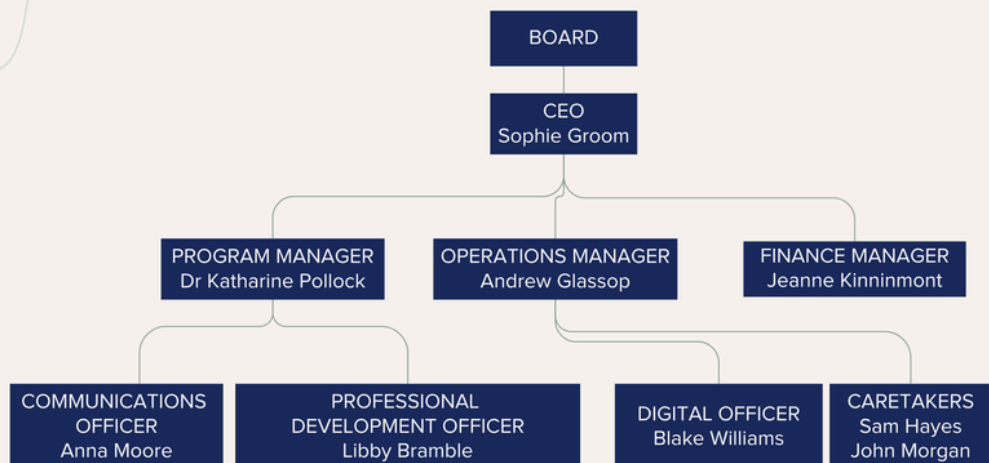 BOARD
CEO
Sophie Groom
PROGRAM MANAGER
Dr Katharine Pollock
OPERATIONS MANAGER
Andrew Glassop
FINANCE MANAGER
Jeanne Kinninmont
COMMUNICATIONS
OFFICER
Anna Moore
PROFESSIONAL
DEVELOPMENT OFFICER
Libby Bramble
DIGITAL OFFICER
Blake Williams
CARETAKERS
Sam Hayes
John Morgan